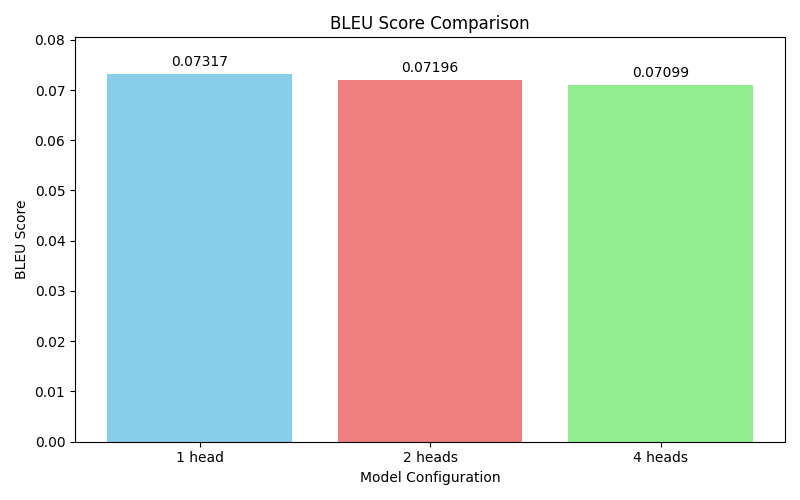 BLEU Score Comparison
0.08
0.07
0.06
0.05
0.04
0.03
0.02
0.01
0.00
BLEU Score
0.07317
0.07196
0.07099
1 head
2 heads
4 heads
Model Configuration